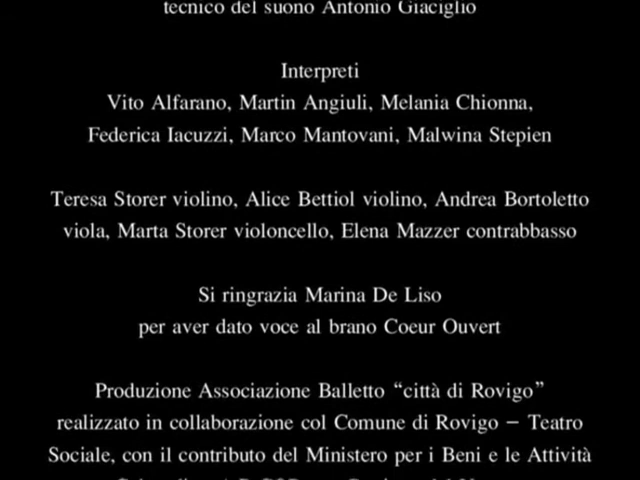 tecnico del suono Antonio Giaciglio
Interpreti
Vito Alfarano, Martin Angiuli, Melania Chionna,
Federica Iacuzzi, Marco Mantovani, Malwina Stepien
Teresa Storer violino, Alice Bettiol violino, Andrea Bortoletto
viola, Marta Storer violoncello, Elena Mazzer contrabbasso
Si ringrazia Marina De Liso
per aver dato voce al brano Coeur Ouvert
Produzione Associazione Balletto “città di Rovigo”
realizzato in collaborazione col Comune di Rovigo – Teatro
Sociale, con il contributo del Ministero per i Beni e le Attività